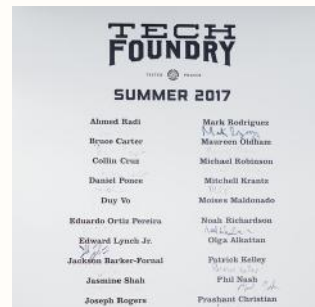 TECH
FOUNDRY
SUMMER 2017
Ahmed Radi
Bruce Carter
Collin Cruz
Daniel Ponce
Duy Vo
Eduardo Ortiz Pereira
Edward Lynch Jr.
Jackson Barker-Fornal
Jasmine Shah
Joseph Rogers
Mark Rodriguez
Maureen Oldham
Michael Robinson
Mitchell Krantz
Moises Maldonado
Noah Richardson
Olga Alkattan
Patrick Kelley
Phil Nash
Prashant Christian